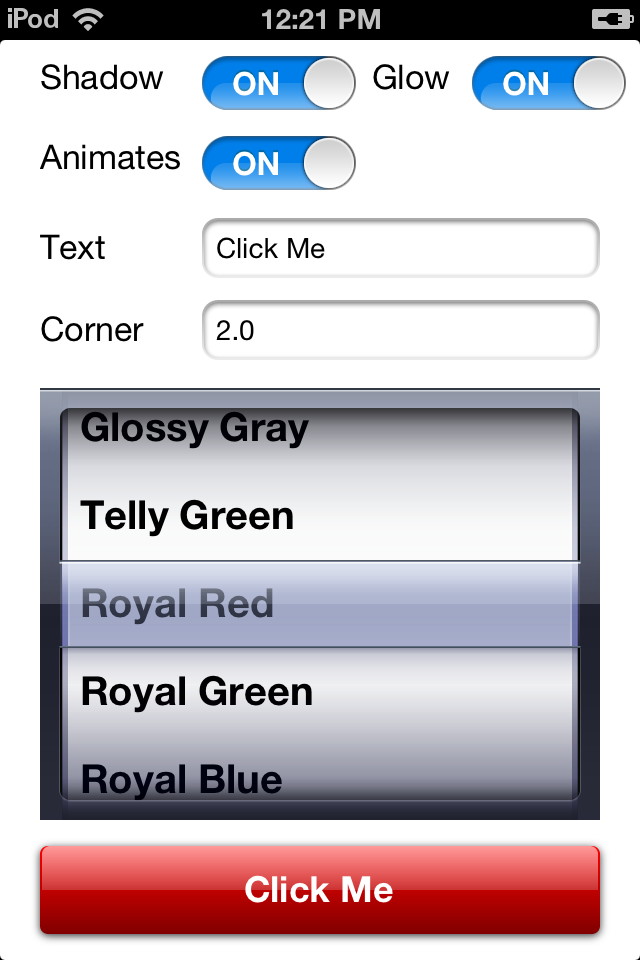 iPod 12:21 PM
Shadow ON Glow ON
Animates ON
Text Click Me
Corner 2.0
Glossy Gray
Telly Green
Royal Red
Royal Green
Royal Blue
Click Me